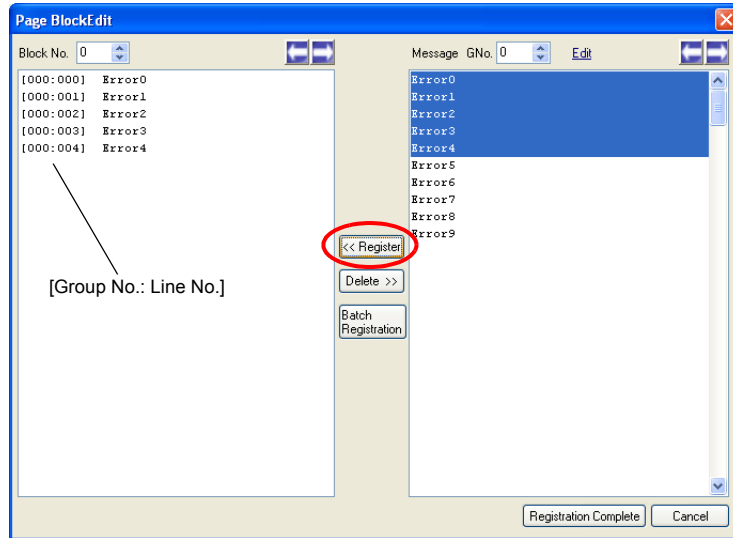 Page BlockEdit
Block No. 0
Message GNo. 0 Edit
[000:000] Error0
[000:001] Error1
[000:002] Error2
[000:003] Error3
[000:004] Error4
[Group No.: Line No.]
<< Register
Delete >>
Batch
Registration
Error0
Error1
Error2
Error3
Error4
Error5
Error6
Error7
Error8
Error9
Registration Complete
Cancel